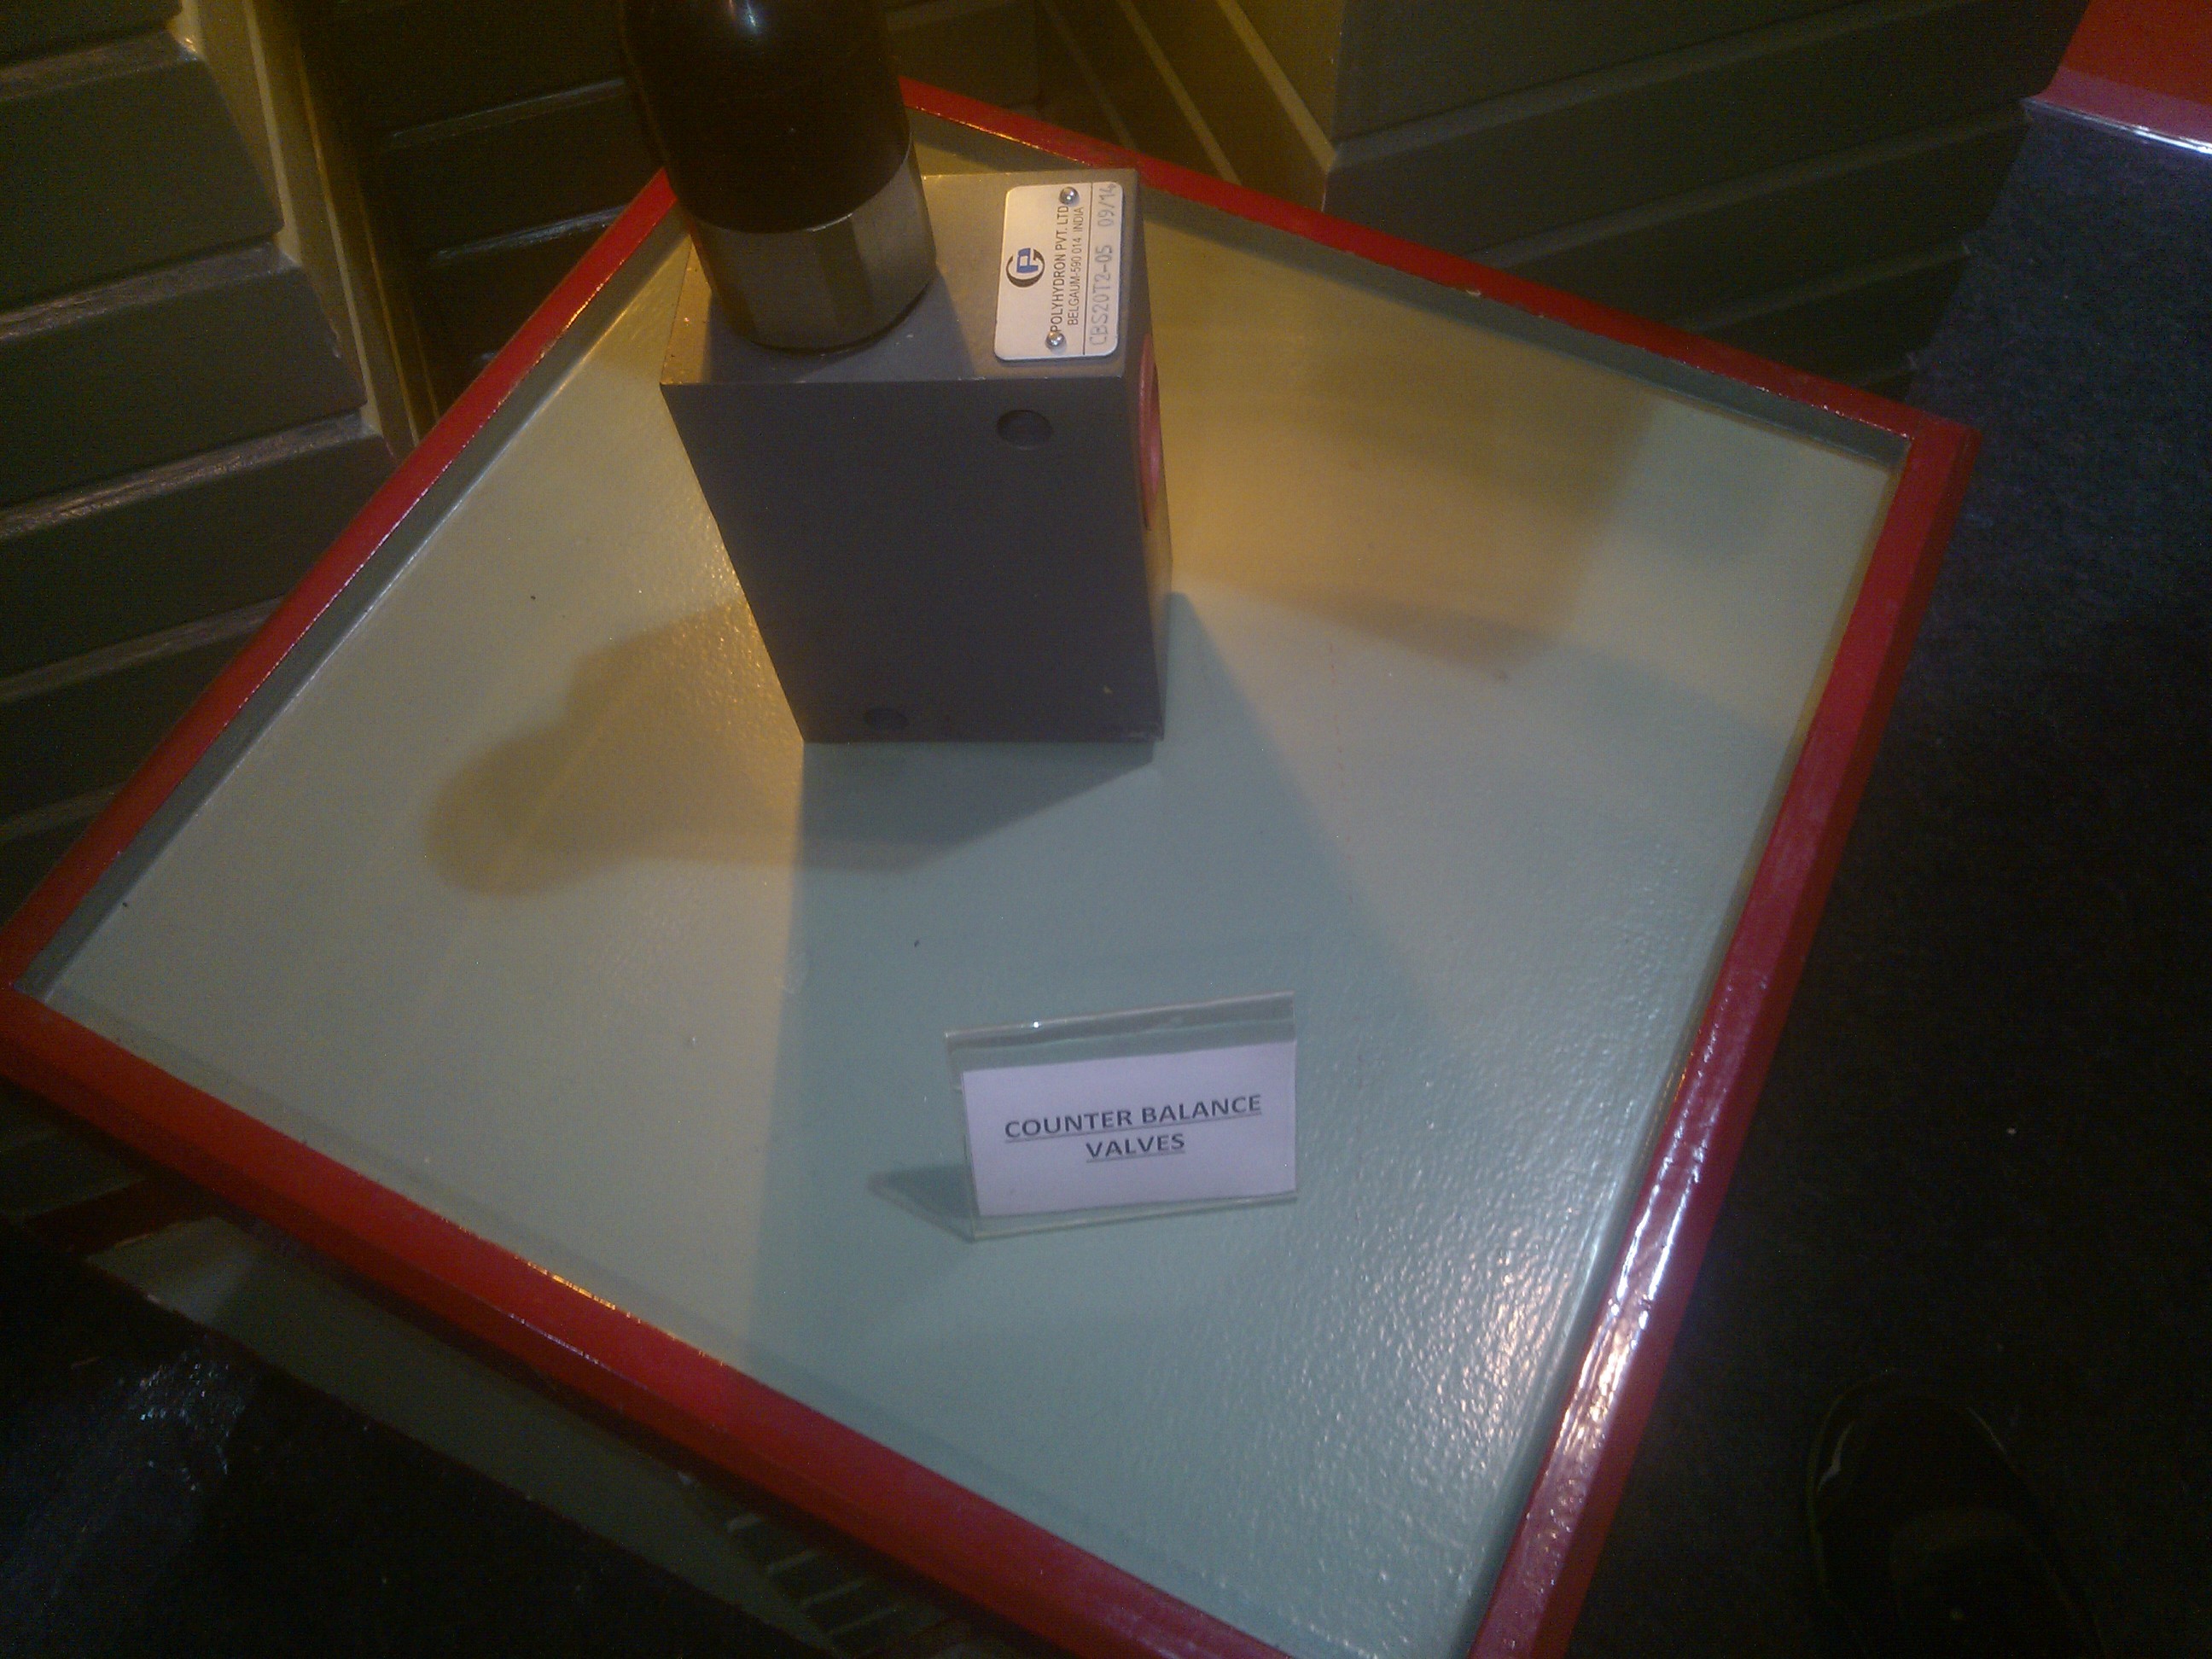 POLYHYDRON PVT. LTD.
BELGAUM-590 014. INDIA
CBS20T2-05 09/14
COUNTER BALANCE
VALVES